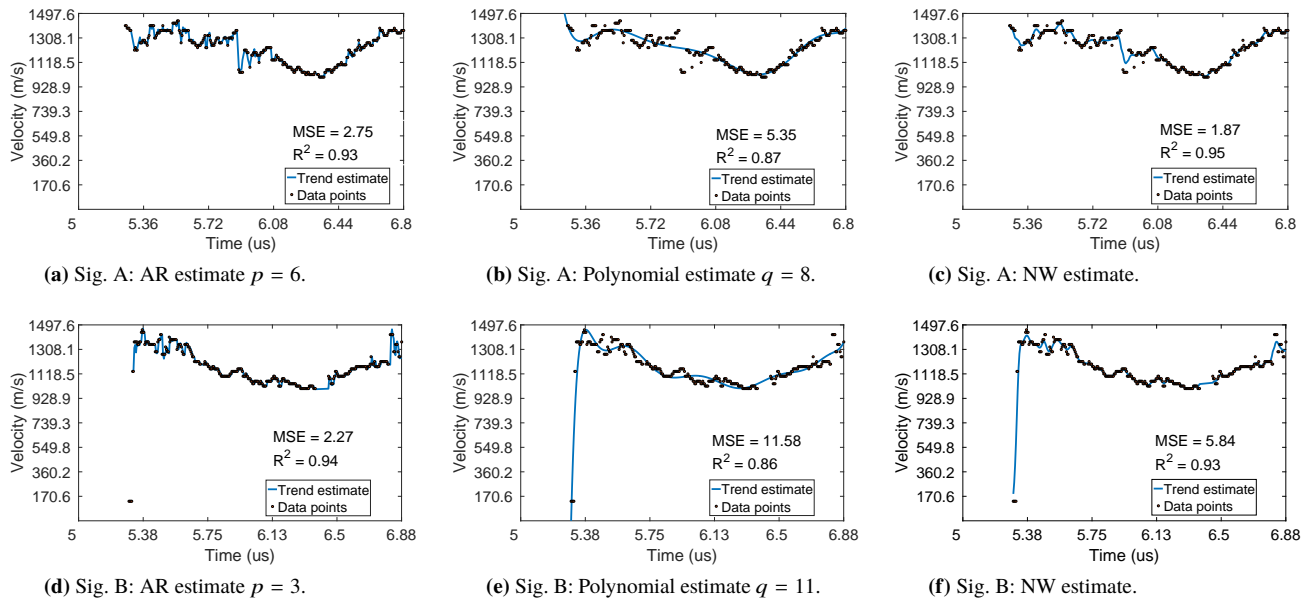 1497.6
1308.1
1118.5
928.9
739.3
549.8
360.2
170.6
Velocity (m/s)
MSE = 2.75
R² = 0.93
Trend estimate
Data points
5 5.36 5.72 6.08 6.44 6.8
Time (us)
(a) Sig. A: AR estimate p = 6.
1497.6
1308.1
1118.5
928.9
739.3
549.8
360.2
170.6
Velocity (m/s)
MSE = 5.35
R² = 0.87
Trend estimate
Data points
5 5.36 5.72 6.08 6.44 6.8
Time (us)
(b) Sig. A: Polynomial estimate q = 8.
1497.6
1308.1
1118.5
928.9
739.3
549.8
360.2
170.6
Velocity (m/s)
MSE = 1.87
R² = 0.95
Trend estimate
Data points
5 5.36 5.72 6.08 6.44 6.8
Time (us)
(c) Sig. A: NW estimate.
1497.6
1308.1
1118.5
928.9
739.3
549.8
360.2
170.6
Velocity (m/s)
MSE = 2.27
R² = 0.94
Trend estimate
Data points
5 5.38 5.75 6.13 6.5 6.88
Time (us)
(d) Sig. B: AR estimate p = 3.
1497.6
1308.1
1118.5
928.9
739.3
549.8
360.2
170.6
Velocity (m/s)
MSE = 11.58
R² = 0.86
Trend estimate
Data points
5 5.38 5.75 6.13 6.5 6.88
Time (us)
(e) Sig. B: Polynomial estimate q = 11.
1497.6
1308.1
1118.5
928.9
739.3
549.8
360.2
170.6
Velocity (m/s)
MSE = 5.84
R² = 0.93
Trend estimate
Data points
5 5.38 5.75 6.13 6.5 6.88
Time (us)
(f) Sig. B: NW estimate.